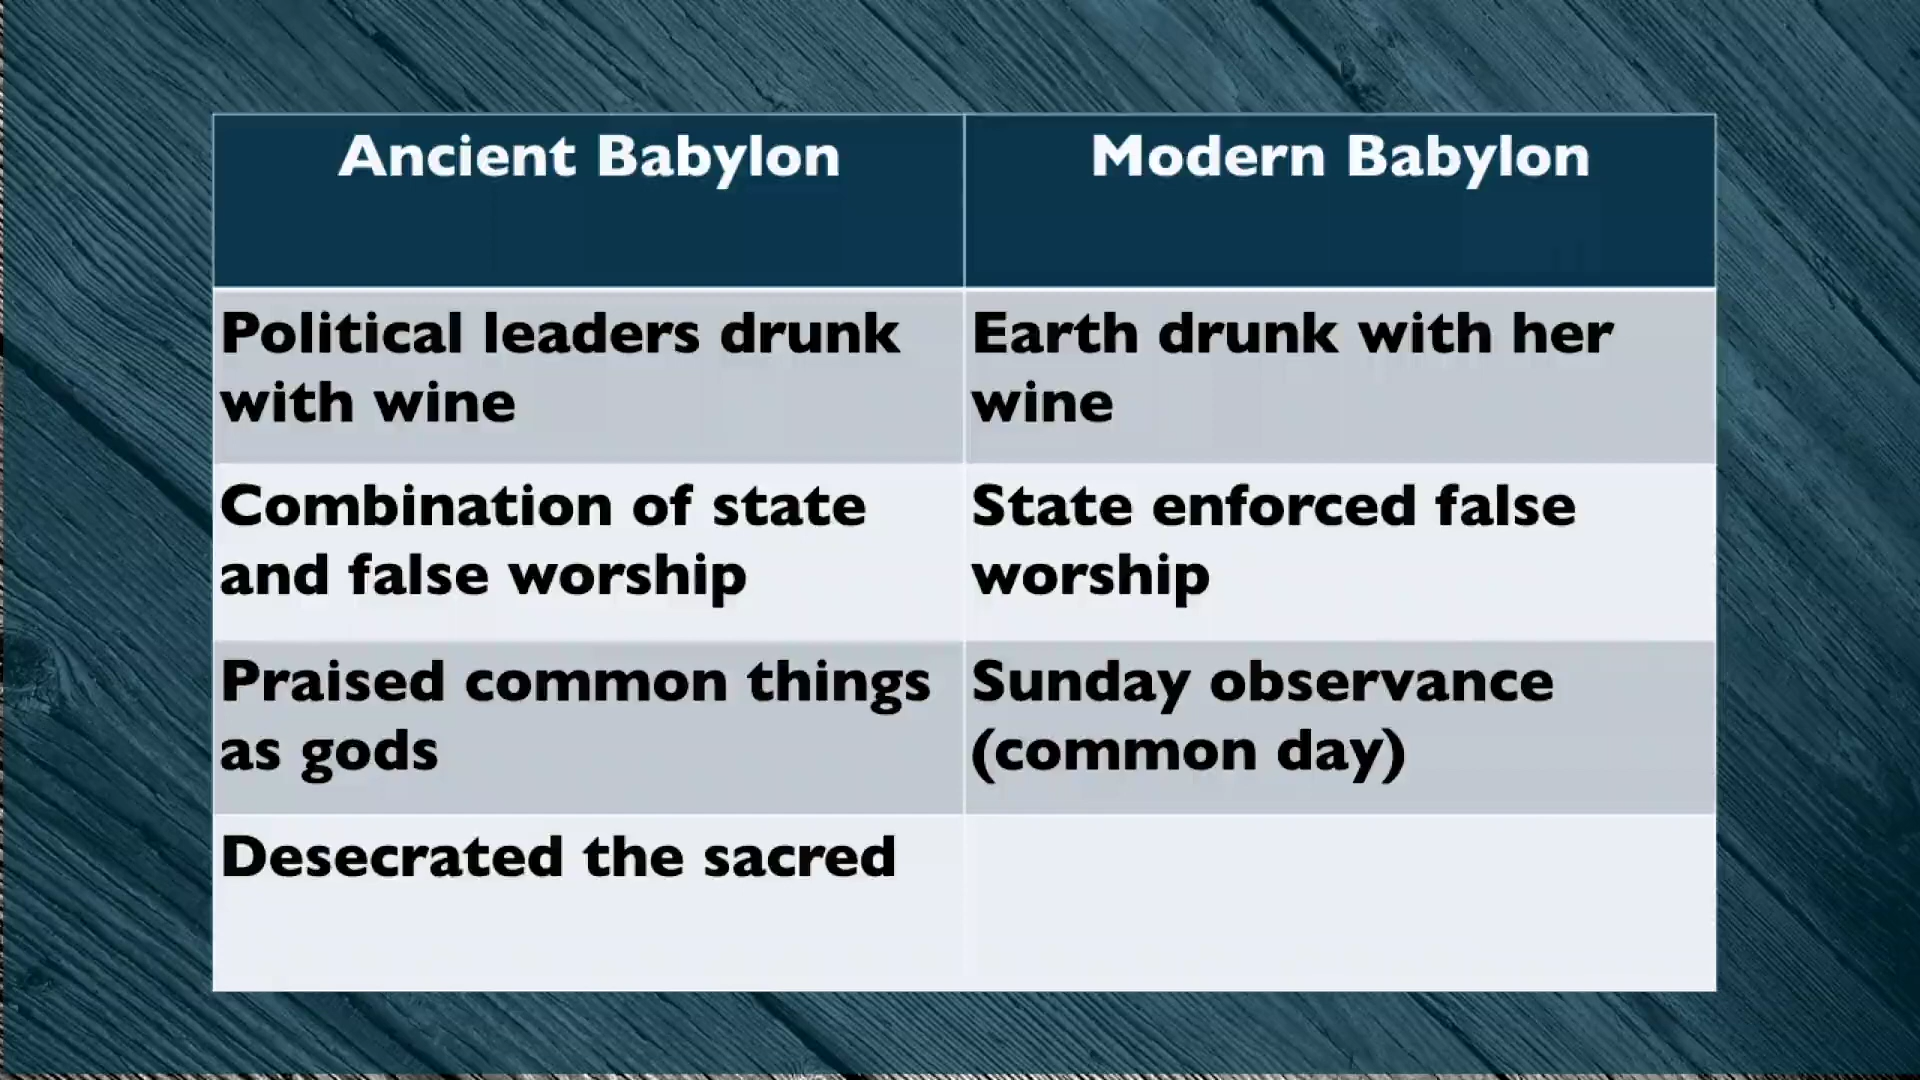 Ancient Babylon
Modern Babylon
Political leaders drunk
with wine
Earth drunk with her
wine
Combination of state
and false worship
State enforced false
worship
Praised common things
as gods
Sunday observance
(common day)
Desecrated the sacred